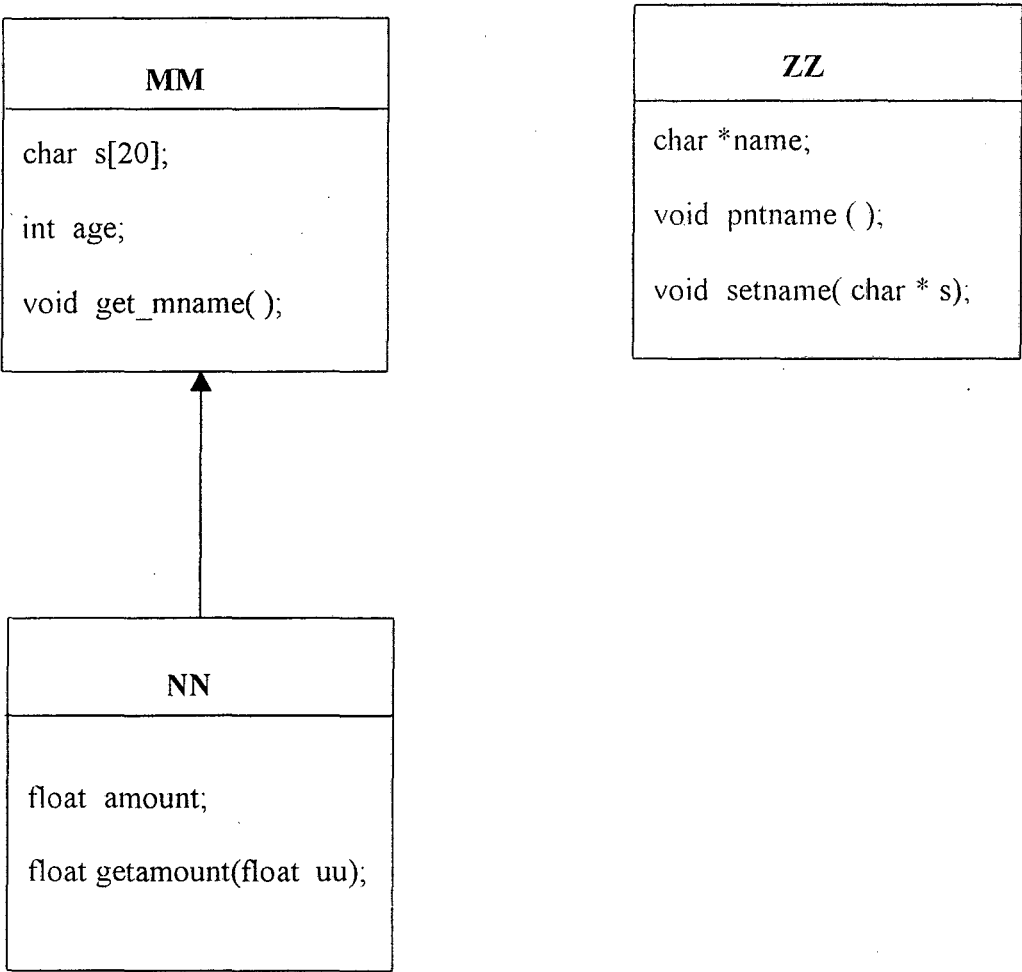 MM
char s[20];
int age;
void get_mname( );
ZZ
char *name;
void pntname ( );
void setname( char * s);
NN
float amount;
float getamount(float uu);